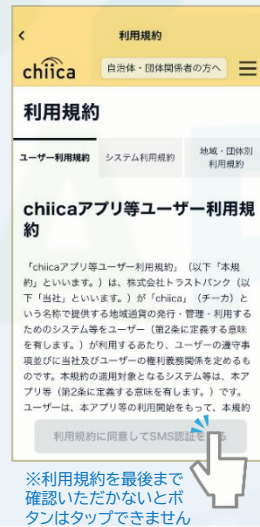 利用規約
chiica
自治体・団体関係者の方へ
利用規約
ユーザー利用規約
システム利用規約
地域・団体別
利用規約
chiicaアプリ等ユーザー利用規
約
「chiicaアプリ等ユーザー利用規約」（以下「本規
約」といいます。）は、株式会社トラストバンク（以
下「当社」といいます。）が「chiica」（チーカ）と
いう名称で提供する地域通貨の発行・管理・利用する
ためのシステム等をユーザー（第2条に定義する意味
を有します。）が利用するあたり、ユーザーの遵守事
項並びに当社及びユーザーの権利義務関係を定めるも
のです。本規約の適用対象となるシステム等は、本ア
プリ等（第2条に定義する意味を有します。）です。
ユーザーは、本アプリ等の利用開始をもって、本規約
利用規約に同意してSMS認証を
る
※利用規約を最後まで
確認いただかないとボ
タンはタップできません